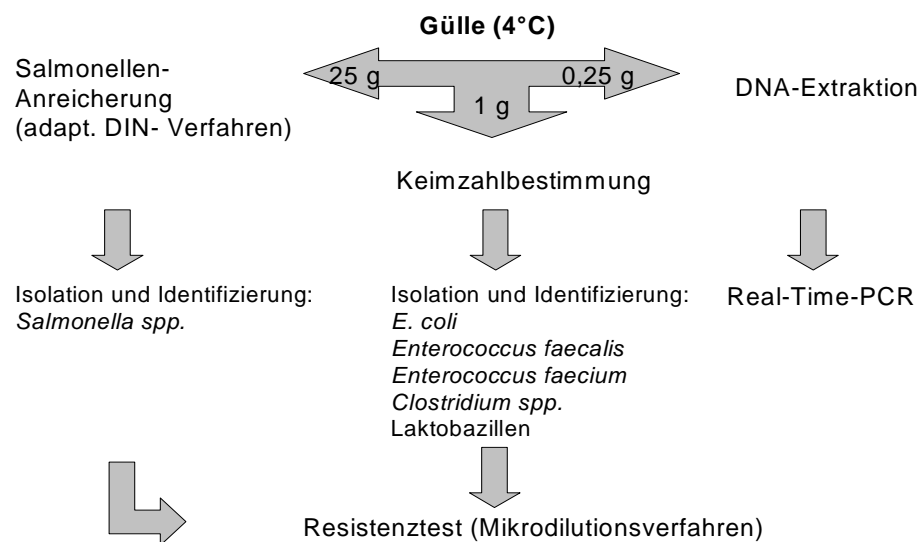 Gülle (4°C)
Salmonellen-
Anreicherung
(adapt. DIN- Verfahren)
25 g
1 g
0,25 g
DNA-Extraktion
Keimzahlbestimmung
Isolation und Identifizierung:
Salmonella spp.
Isolation und Identifizierung:
E. coli
Enterococcus faecalis
Enterococcus faecium
Clostridium spp.
Laktobazillen
Real-Time-PCR
Resistenztest (Mikrodilutionsverfahren)